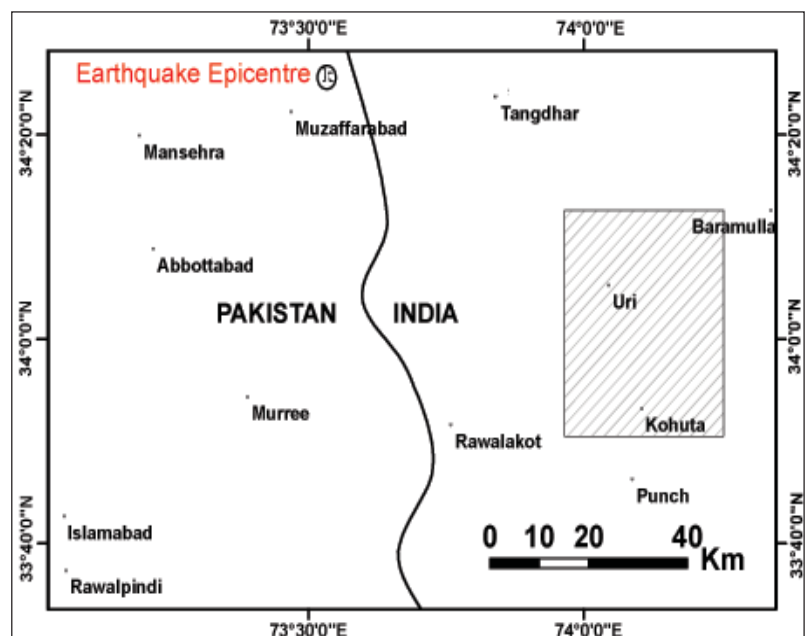 73°30'0"E
74°0'0"E
Earthquake Epicentre
Tangdhar
Muzaffarabad
34°20'0"N
34°20'0"N
Mansehra
Baramulla
Abbottabad
Uri
PAKISTAN
INDIA
34°0'0"N
34°0'0"N
Murree
Kohuta
Rawalakot
Punch
Islamabad
33°40'0"N
33°40'0"N
0 10 20 40
Km
Rawalpindi
73°30'0"E
74°0'0"E